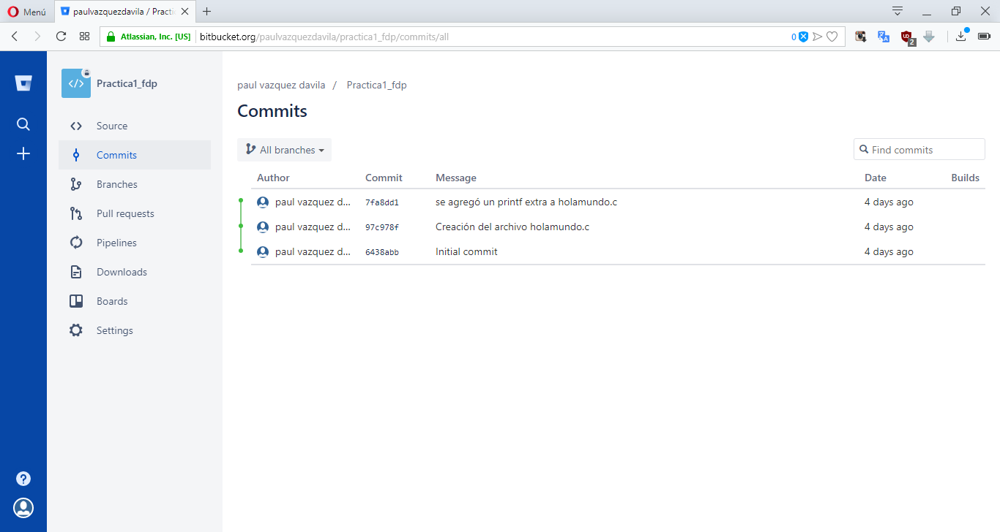 Menú
paulvazquezdavila / Practi
Atlassian, Inc. [US]
bitbucket.org/paulvazquezdavila/practica1_fdp/commits/all
0
2
Practica1_fdp
Source
Commits
Branches
Pull requests
Pipelines
Downloads
Boards
Settings
paul vazquez davila / Practica1_fdp
Commits
All branches
Find commits
Author Commit Message Date Builds
paul vazquez d... 7fa8dd1 se agregó un printf extra a holamundo.c 4 days ago
paul vazquez d... 97c978f Creación del archivo holamundo.c 4 days ago
paul vazquez d... 6438abb Initial commit 4 days ago